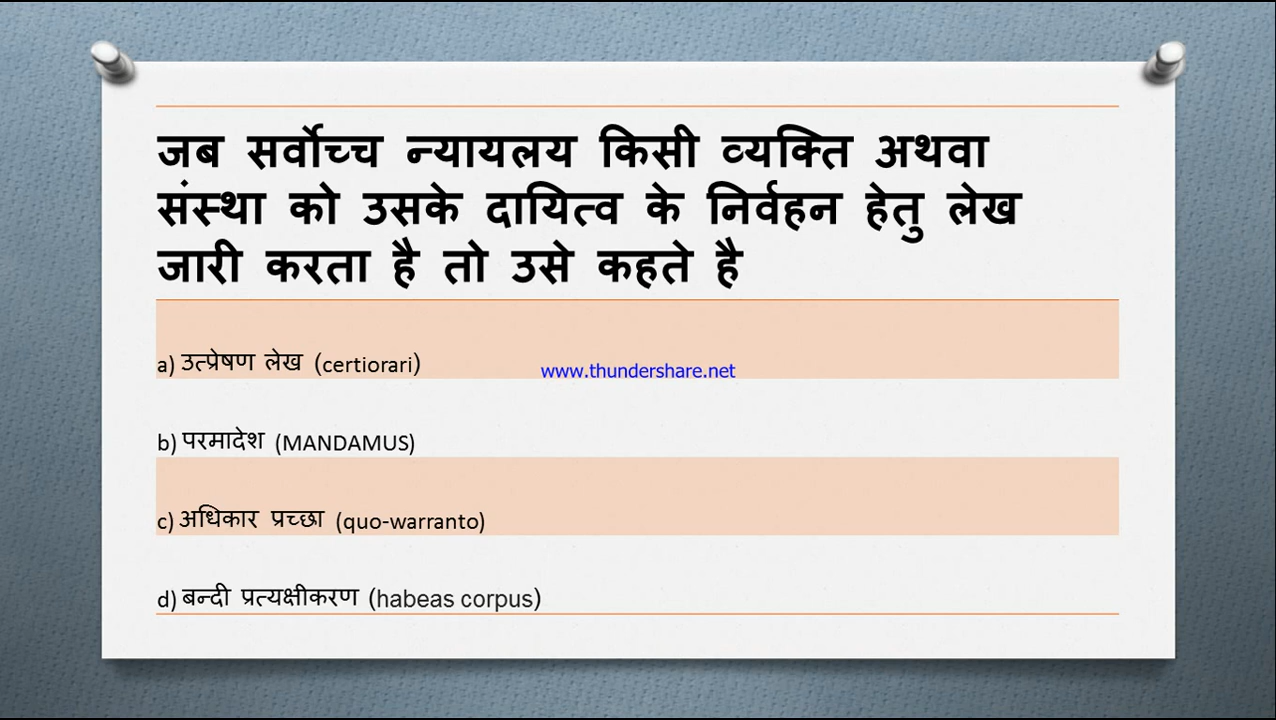 जब सर्वोच्च न्यायलय किसी व्यक्ति अथवा
संस्था को उसके दायित्व के निर्वहन हेतु लेख
जारी करता है तो उसे कहते है
a) उत्प्रेषण लेख (certiorari)
www.thundershare.net
b) परमादेश (MANDAMUS)
c) अधिकार प्रच्छा (quo-warranto)
d) बन्दी प्रत्यक्षीकरण (habeas corpus)